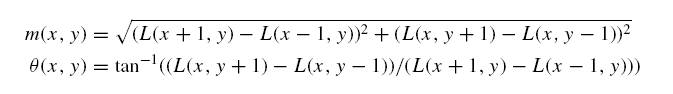 m(x, y) = √(L(x + 1, y) − L(x − 1, y))² + (L(x, y + 1) − L(x, y − 1))²
θ(x, y) = tan⁻¹((L(x, y + 1) − L(x, y − 1))/(L(x + 1, y) − L(x − 1, y)))